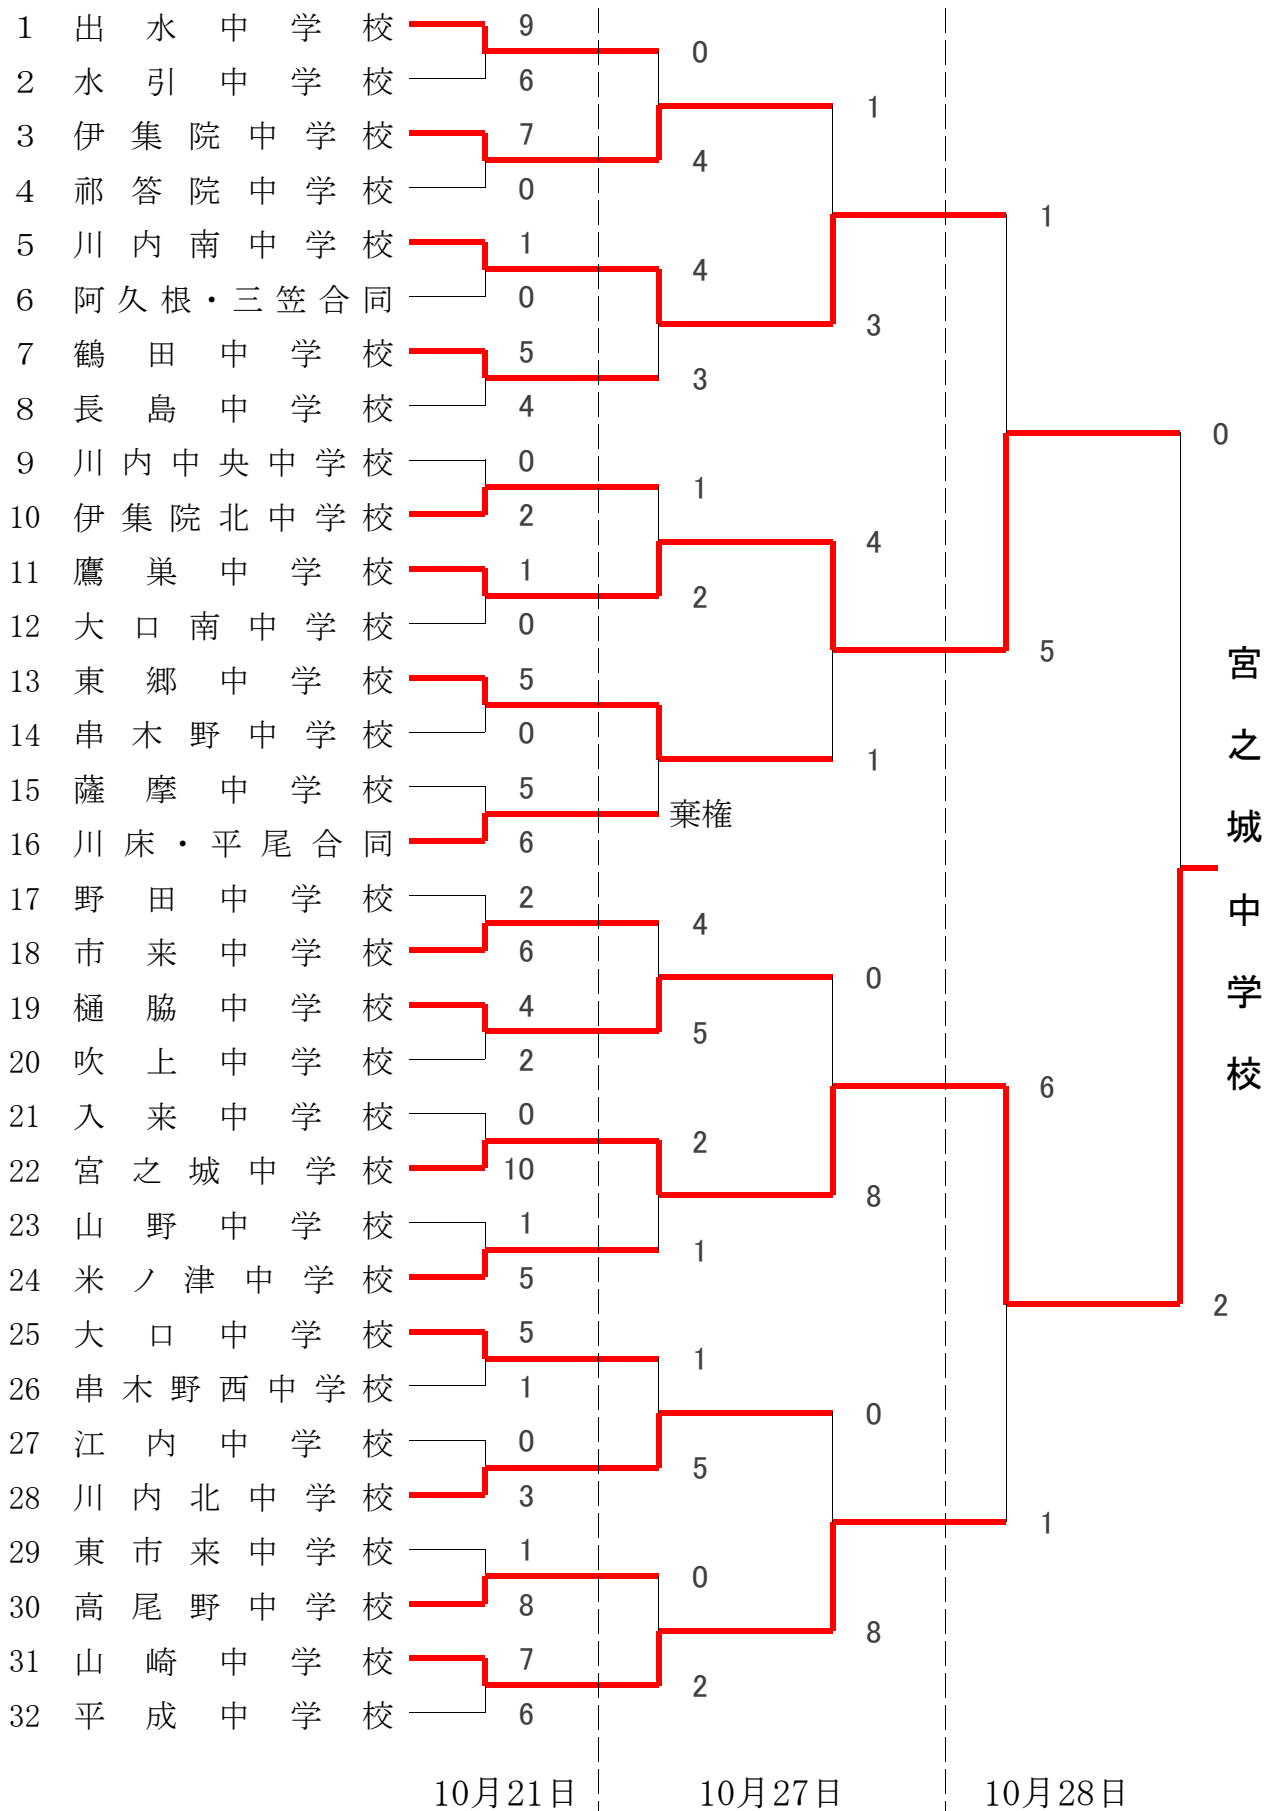 1 出水中学校 9
2 水引中学校 6
3 伊集院中学校 7
4 祁答院中学校 0
5 川内南中学校 1
6 阿久根・三笠合同 0
7 鶴田中学校 5
8 長島中学校 4
9 川内中央中学校 0
10 伊集院北中学校 2
11 鷹巣中学校 1
12 大口南中学校 0
13 東郷中学校 5
14 串木野中学校 0
15 薩摩中学校 5
16 川床・平尾合同 6
17 野田中学校 2
18 市来中学校 6
19 樋脇中学校 4
20 吹上中学校 2
21 入来中学校 0
22 宮之城中学校 10
23 山野中学校 1
24 米ノ津中学校 5
25 大口中学校 5
26 串木野西中学校 1
27 江内中学校 0
28 川内北中学校 3
29 東市来中学校 1
30 高尾野中学校 8
31 山崎中学校 7
32 平成中学校 6
0
4
4
3
1
2
棄権
4
5
2
1
1
5
0
2
1
3
4
1
0
8
0
8
1
5
6
1
0
2
宮之城中学校
10月21日
10月27日
10月28日